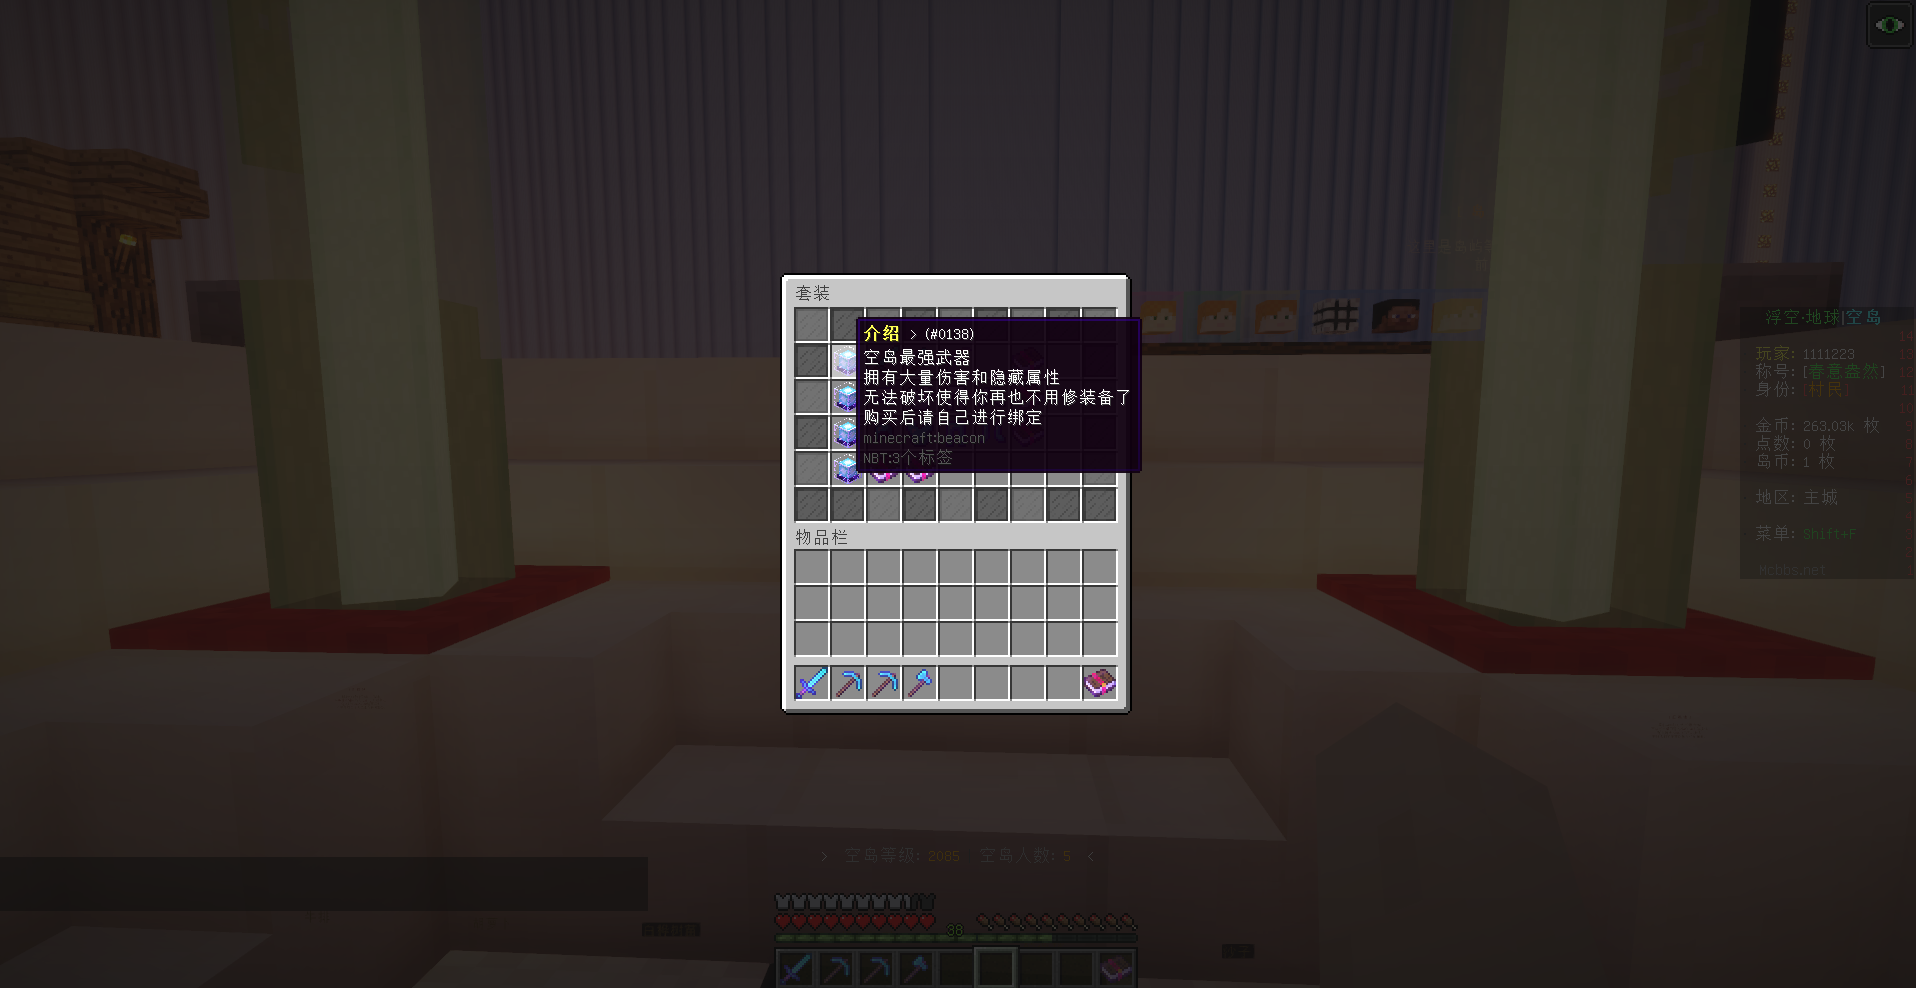 套装
介绍 > (#0138)
空岛最强武器
拥有大量伤害和隐藏属性
无法破坏使得你再也不用修装备了
购买后请自己进行绑定
minecraft:beacon
NBT:3个标签
物品栏
浮空·地球|空岛
玩家: 1111223
称号: [春意盎然]
身份: [村民]
金币: 263.03k 枚
点数: 0 枚
岛币: 1 枚
地区: 主城
菜单: Shift+F
Mcbbs.net
> 空岛等级: 2085 空岛人数: 5 <
38